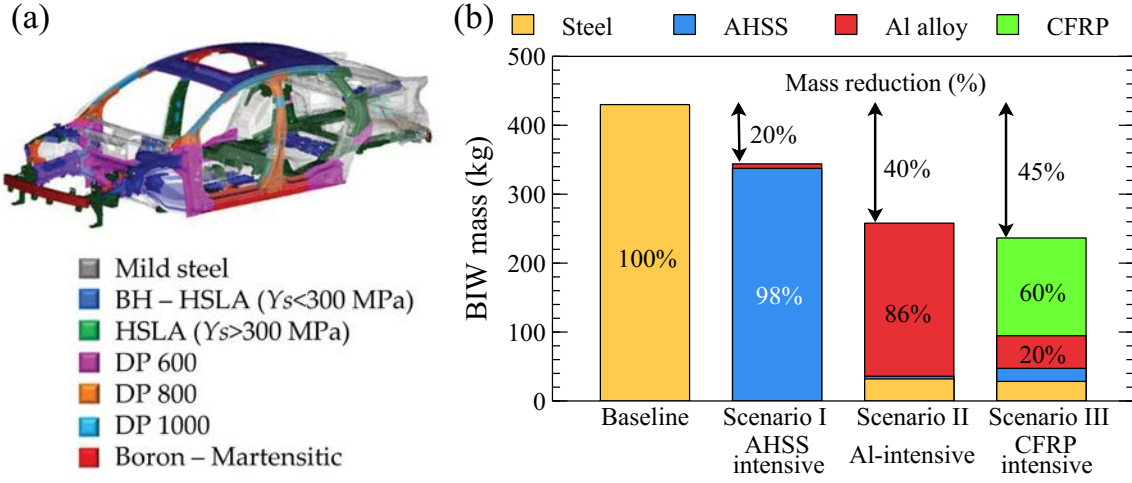 (a)
Mild steel
BH – HSLA (Ys<300 MPa)
HSLA (Ys>300 MPa)
DP 600
DP 800
DP 1000
Boron – Martensitic
(b)
Steel AHSS Al alloy CFRP
BIW mass (kg)
500
400
300
200
100
0
Mass reduction (%)
20%
40%
45%
100%
98%
86%
60%
20%
Baseline
Scenario I
AHSS
intensive
Scenario II
Al-intensive
Scenario III
CFRP
intensive